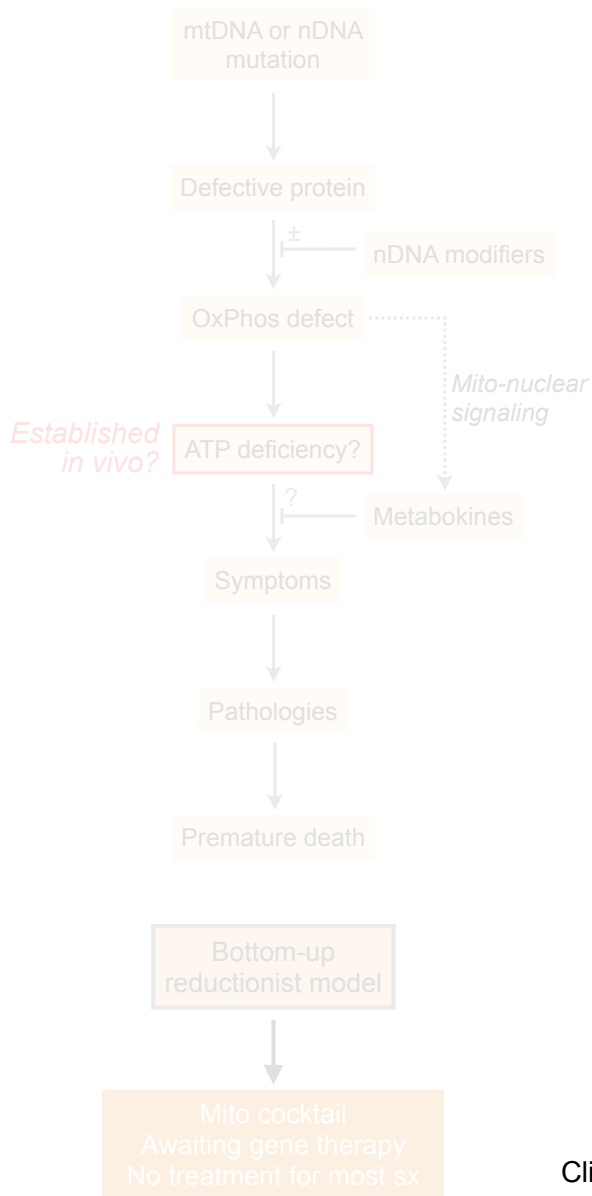 mtDNA or nDNA
mutation
Defective protein
±
nDNA modifiers
OxPhos defect
Mito-nuclear
signaling
Established
in vivo?
ATP deficiency?
?
Metabokines
Symptoms
Pathologies
Premature death
Bottom-up
reductionist model
Mito cocktail
Awaiting gene therapy
No treatment for most sx
Cli